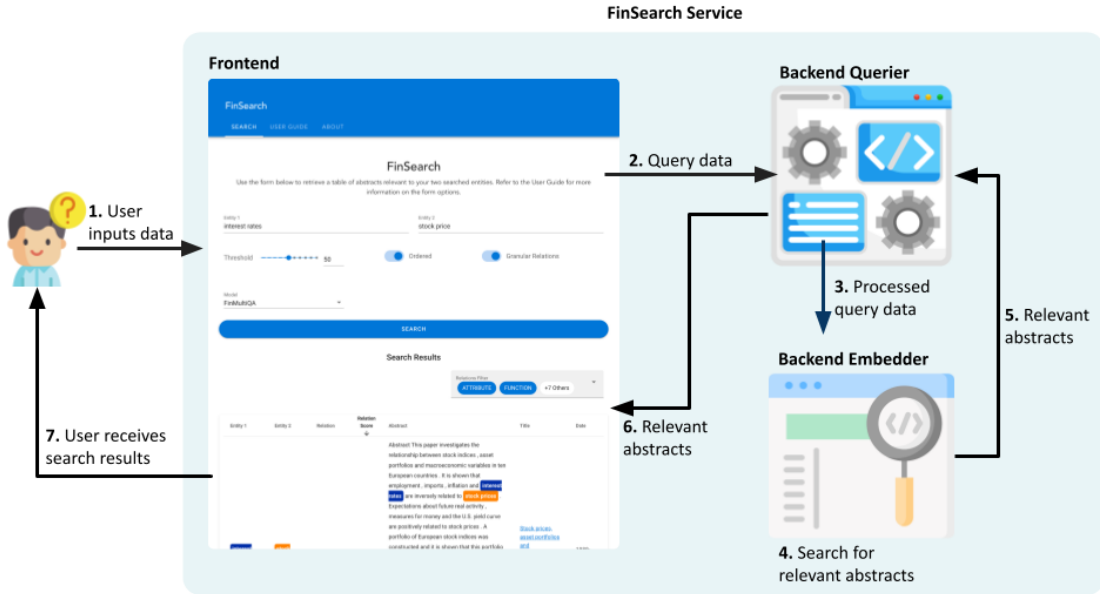 FinSearch Service
Frontend
FinSearch
SEARCH USER GUIDE ABOUT
FinSearch
Use the form below to retrieve a table of abstracts relevant to your two searched entities. Refer to the User Guide for more
information on the form options.
Entity 1
interest rates
Entity 2
stock price
Threshold 50 Ordered Granular Relations
Model
FinMultiQA
SEARCH
Search Results
Relations Filter
ATTRIBUTE FUNCTION +7 Others
Entity 1 Entity 2 Relation Relation Score Abstract Title Date
Abstract This paper investigates the
relationship between stock indices , asset
portfolios and macroeconomic variables in ten
European countries . It is shown that
employment , imports , inflation and interest
rates are inversely related to stock prices .
Expectations about future real activity ,
measures for money and the U.S. yield curve
are positively related to stock prices . A
portfolio of European stock indices was
constructed and it is shown that this portfolio
Stock prices,
asset portfolios
and
1. User
inputs data
2. Query data
Backend Querier
3. Processed
query data
Backend Embedder
4. Search for
relevant abstracts
5. Relevant
abstracts
6. Relevant
abstracts
7. User receives
search results